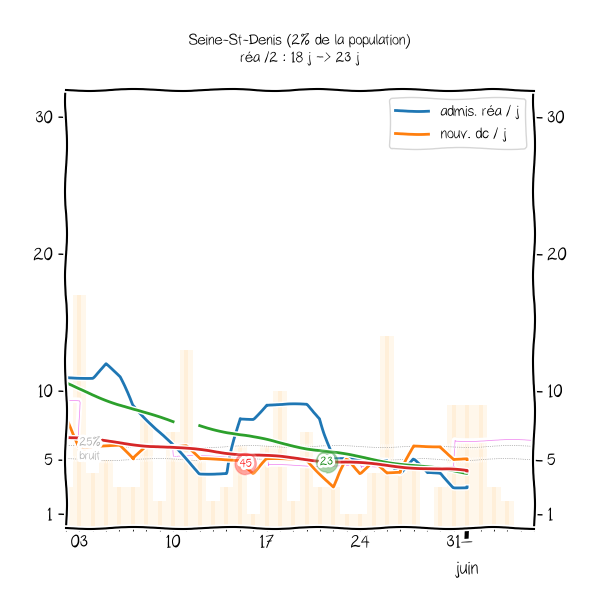 Seine-St-Denis (2% de la population)
réa /2 : 18 j -> 23 j
admis. réa / j
nouv. dc / j
30
30
20
20
10
10
25%
bruit
45
23
5
5
1
1
03 10 17 24 31
juin